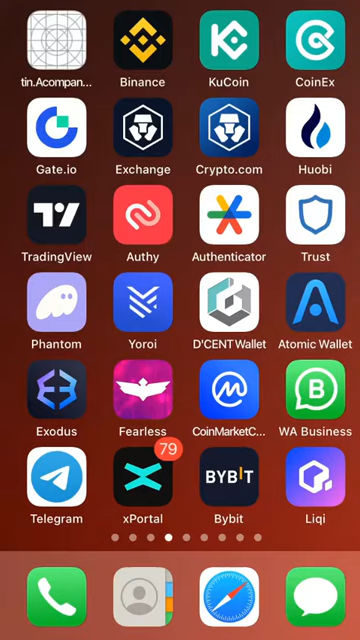 tin.Acompan...
Binance
KuCoin
CoinEx
Gate.io
Exchange
Crypto.com
Huobi
TradingView
Authy
Authenticator
Trust
Phantom
Yoroi
D'CENT Wallet
Atomic Wallet
Exodus
Fearless
CoinMarketC...
WA Business
79
BYBIT
Telegram
xPortal
Bybit
Liqi